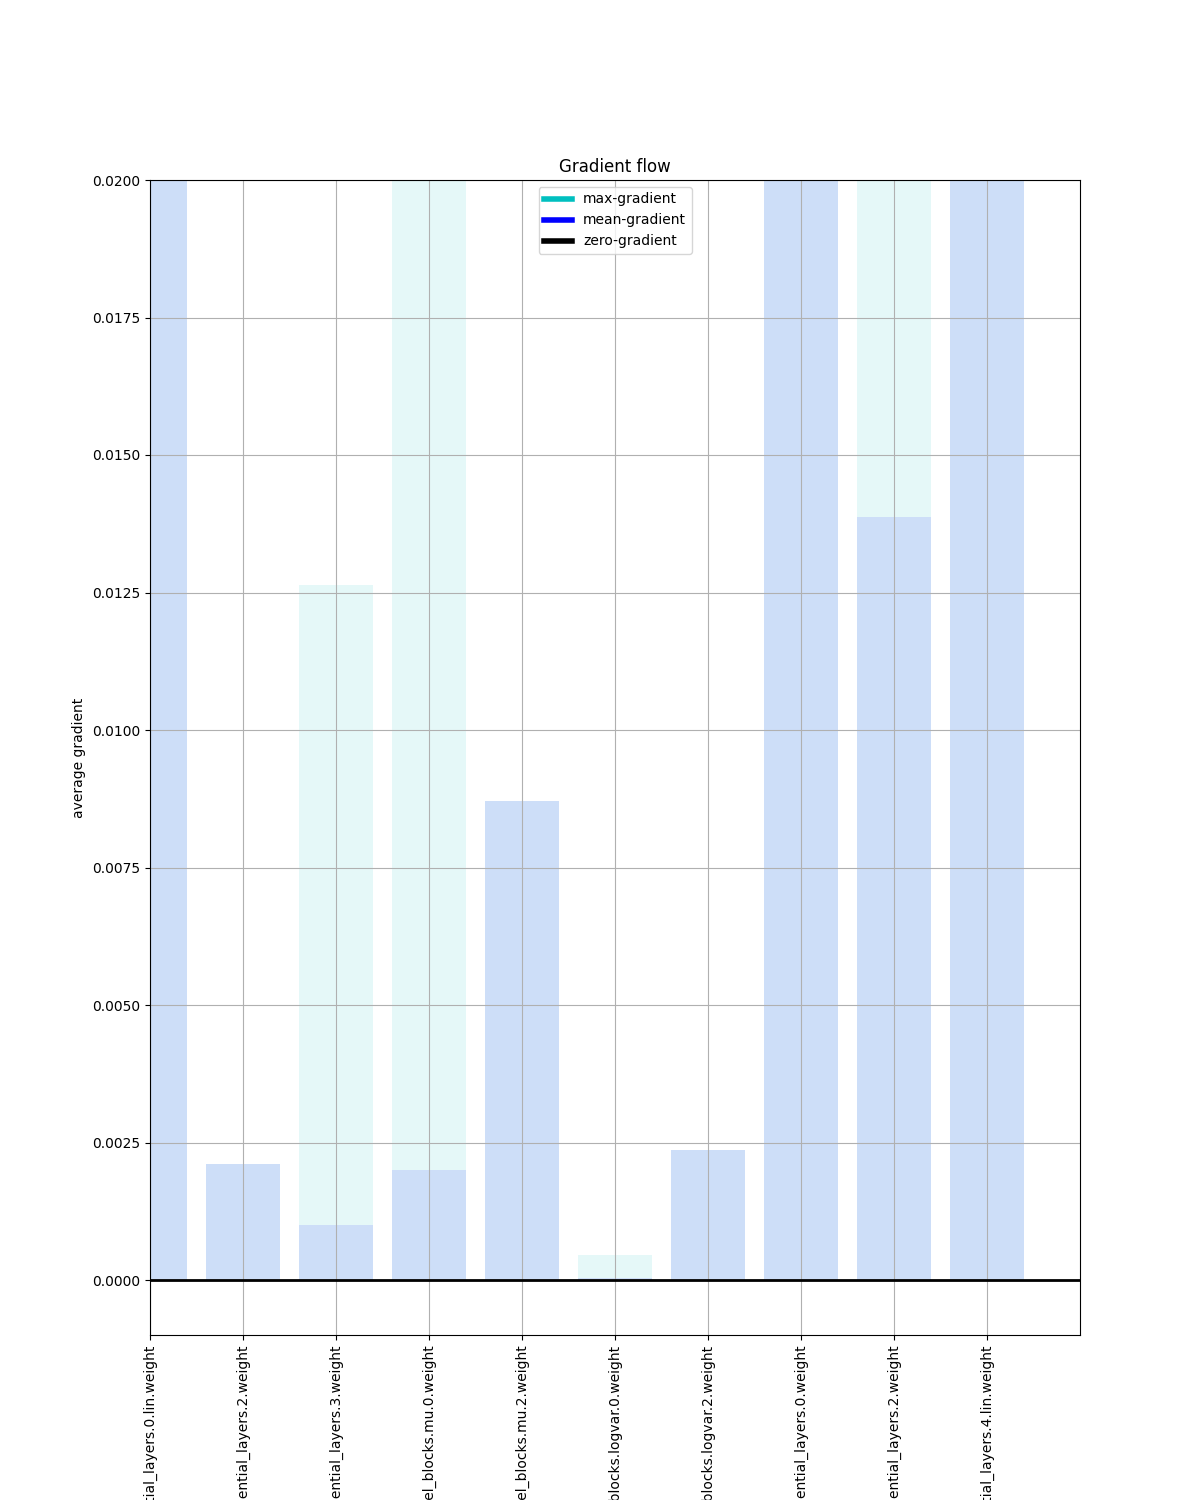 Gradient flow
max-gradient
mean-gradient
zero-gradient
average gradient
0.0200
0.0175
0.0150
0.0125
0.0100
0.0075
0.0050
0.0025
0.0000
tial_layers.0.lin.weight
ential_layers.2.weight
ential_layers.3.weight
el_blocks.mu.0.weight
el_blocks.mu.2.weight
blocks.logvar.0.weight
blocks.logvar.2.weight
ential_layers.0.weight
ential_layers.2.weight
tial_layers.4.lin.weight